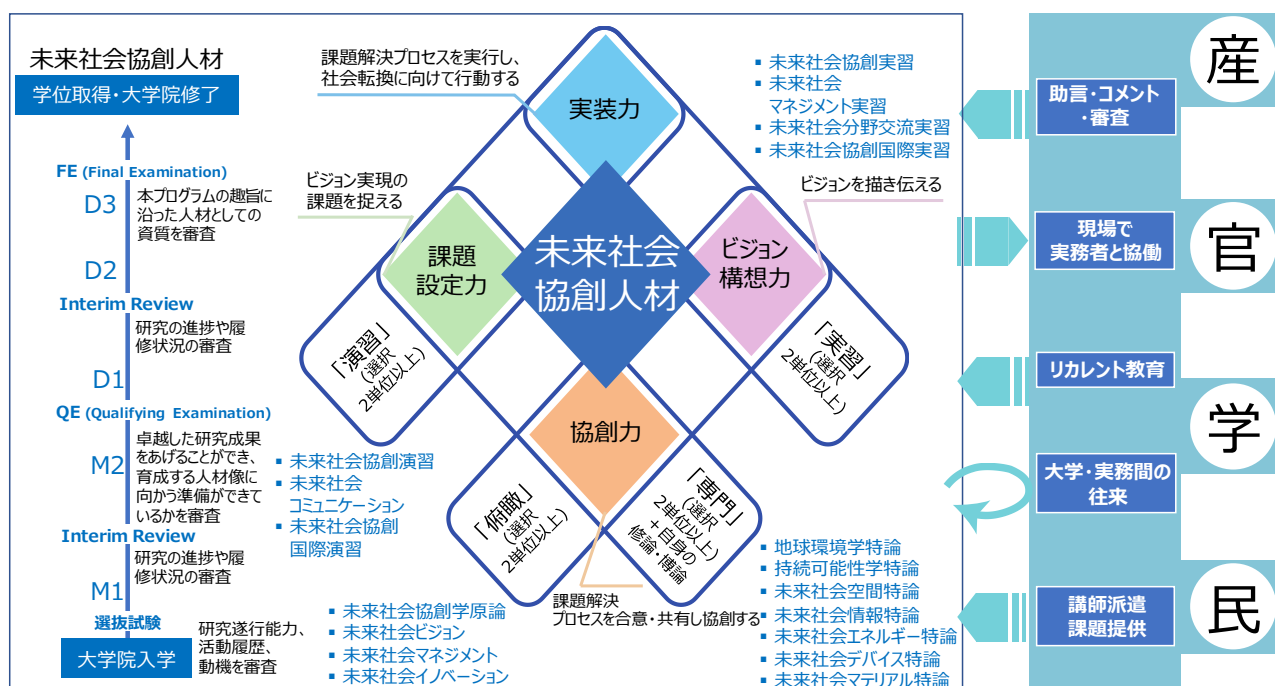 未来社会協創人材
学位取得・大学院修了
FE (Final Examination)
D3
本プログラムの趣旨に
沿った人材としての
資質を審査
D2
Interim Review
研究の進捗や履
修状況の審査
D1
QE (Qualifying Examination)
卓越した研究成果
をあげることができ、
育成する人材像に
向かう準備ができて
いるかを審査
M2
Interim Review
研究の進捗や履
修状況の審査
M1
選抜試験
研究遂行能力、
活動履歴、
動機を審査
大学院入学
課題解決プロセスを実行し、
社会転換に向けて行動する
実装力
ビジョン実現の
課題を捉える
課題
設定力
未来社会
協創人材
ビジョンを描き伝える
ビジョン
構想力
協創力
課題解決
プロセスを合意・共有し協創する
「演習」
(選択
2単位以上)
「実習」
(選択
2単位以上)
「俯瞰」
(選択
2単位以上)
「専門」
(選択
2単位以上)
+自身の
修論・博論
▪ 未来社会協創実習
▪ 未来社会
マネジメント実習
▪ 未来社会分野交流実習
▪ 未来社会協創国際実習
▪ 未来社会協創演習
▪ 未来社会
コミュニケーション
▪ 未来社会協創
国際演習
▪ 未来社会協創学原論
▪ 未来社会ビジョン
▪ 未来社会マネジメント
▪ 未来社会イノベーション
▪ 地球環境学特論
▪ 持続可能性学特論
▪ 未来社会空間特論
▪ 未来社会情報特論
▪ 未来社会エネルギー特論
▪ 未来社会デバイス特論
▪ 未来社会マテリアル特論
助言・コメント
・審査
現場で
実務者と協働
リカレント教育
大学・実務間の
往来
講師派遣
課題提供
産
官
学
民